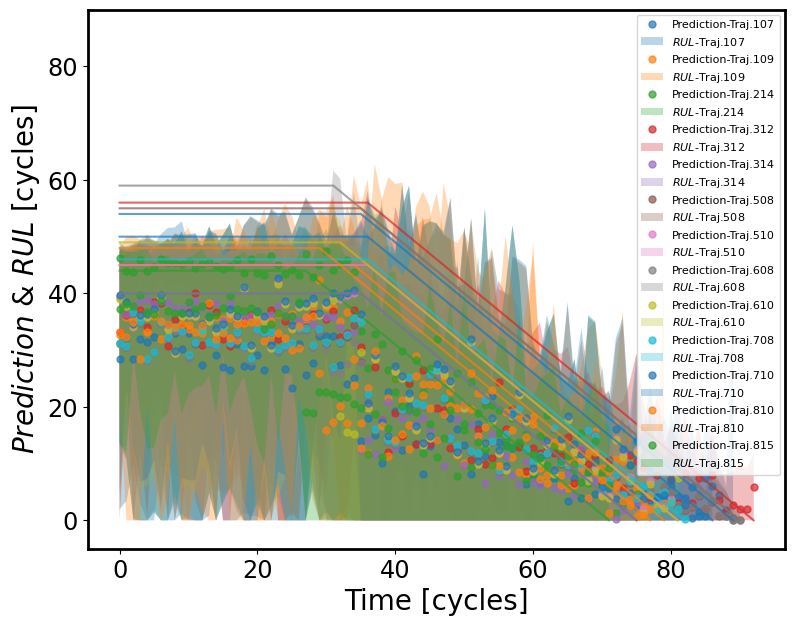 Prediction & RUL [cycles]
80
60
40
20
0
0 20 40 60 80
Time [cycles]
Prediction-Traj.107
RUL-Traj.107
Prediction-Traj.109
RUL-Traj.109
Prediction-Traj.214
RUL-Traj.214
Prediction-Traj.312
RUL-Traj.312
Prediction-Traj.314
RUL-Traj.314
Prediction-Traj.508
RUL-Traj.508
Prediction-Traj.510
RUL-Traj.510
Prediction-Traj.608
RUL-Traj.608
Prediction-Traj.610
RUL-Traj.610
Prediction-Traj.708
RUL-Traj.708
Prediction-Traj.710
RUL-Traj.710
Prediction-Traj.810
RUL-Traj.810
Prediction-Traj.815
RUL-Traj.815